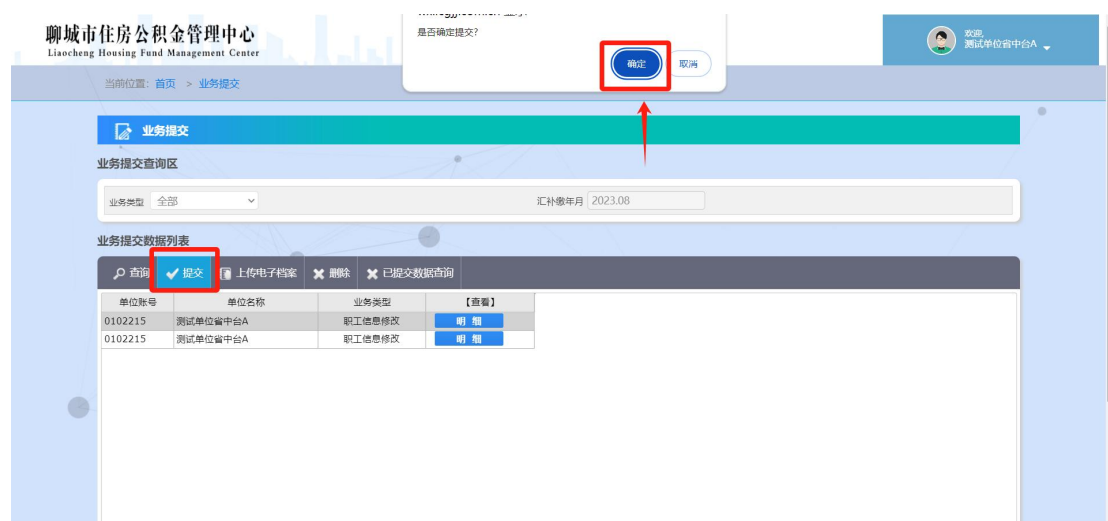 聊城市住房公积金管理中心
Liaocheng Housing Fund Management Center
是否确定提交?
确定 取消
欢迎,
测试单位省中台A
当前位置: 首页 > 业务提交
业务提交
业务提交查询区
业务类型 全部 汇补缴年月 2023.08
业务提交数据列表
查询 提交 上传电子档案 删除 已提交数据查询
单位账号 单位名称 业务类型 【查看】
0102215 测试单位省中台A 职工信息修改 明 细
0102215 测试单位省中台A 职工信息修改 明 细